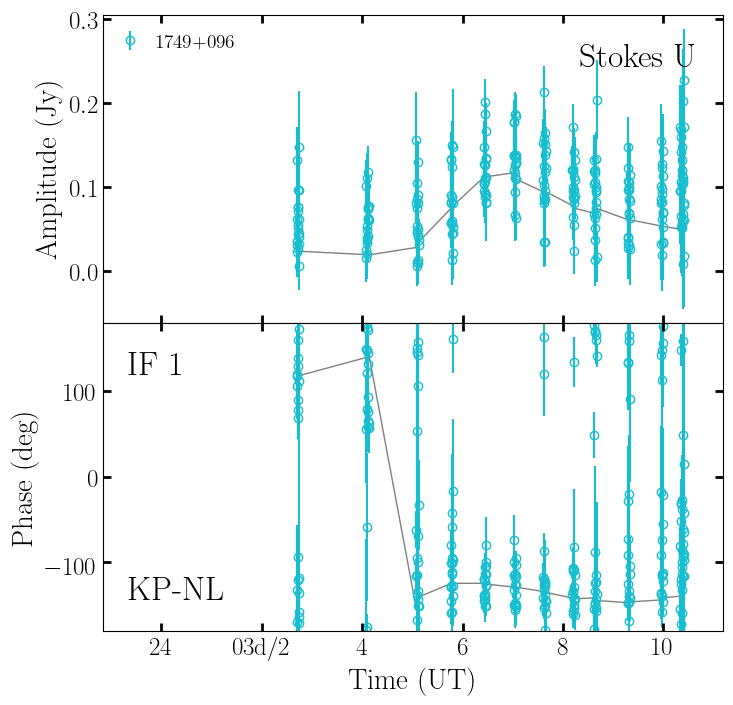 1749+096
Stokes U
0.3
0.2
0.1
0.0
Amplitude (Jy)
IF 1
100
0
−100
Phase (deg)
KP-NL
24 03d/2 4 6 8 10
Time (UT)